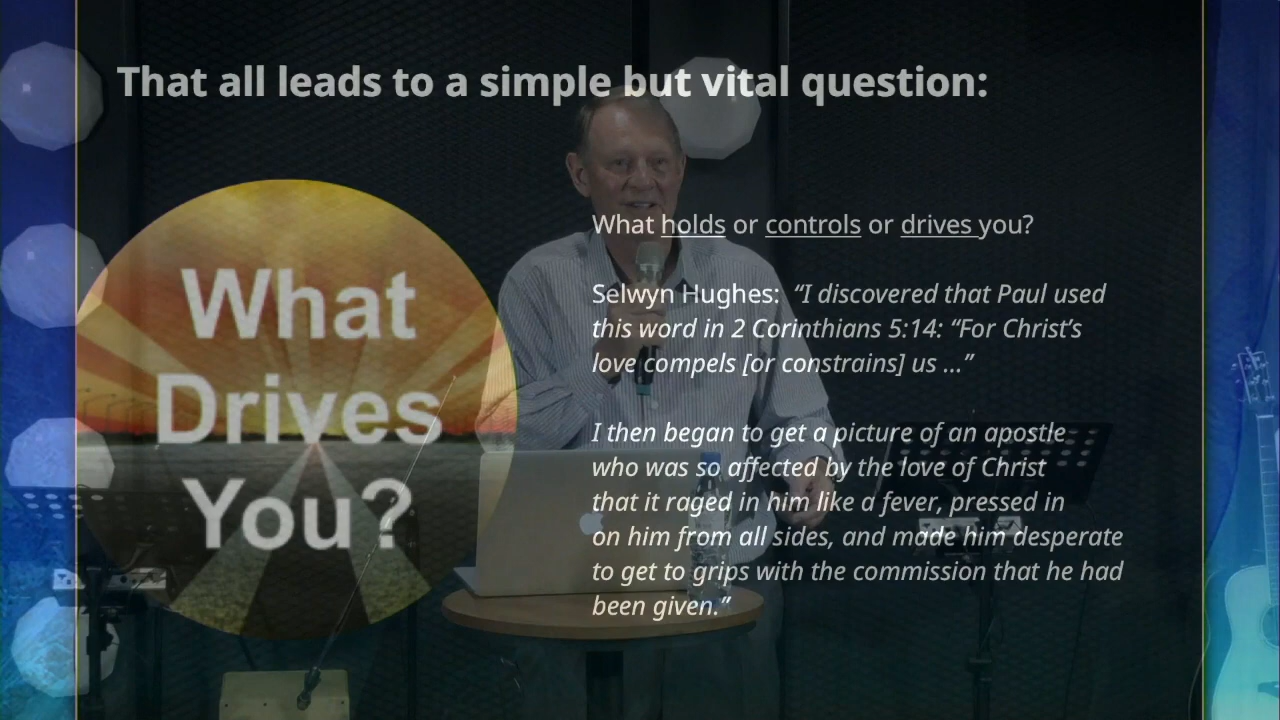 That all leads to a simple but vital question:
What
Drives
You?
What holds or controls or drives you?
Selwyn Hughes: “I discovered that Paul used
this word in 2 Corinthians 5:14: “For Christ’s
love compels [or constrains] us ...”
I then began to get a picture of an apostle
who was so affected by the love of Christ
that it raged in him like a fever, pressed in
on him from all sides, and made him desperate
to get to grips with the commission that he had
been given.”